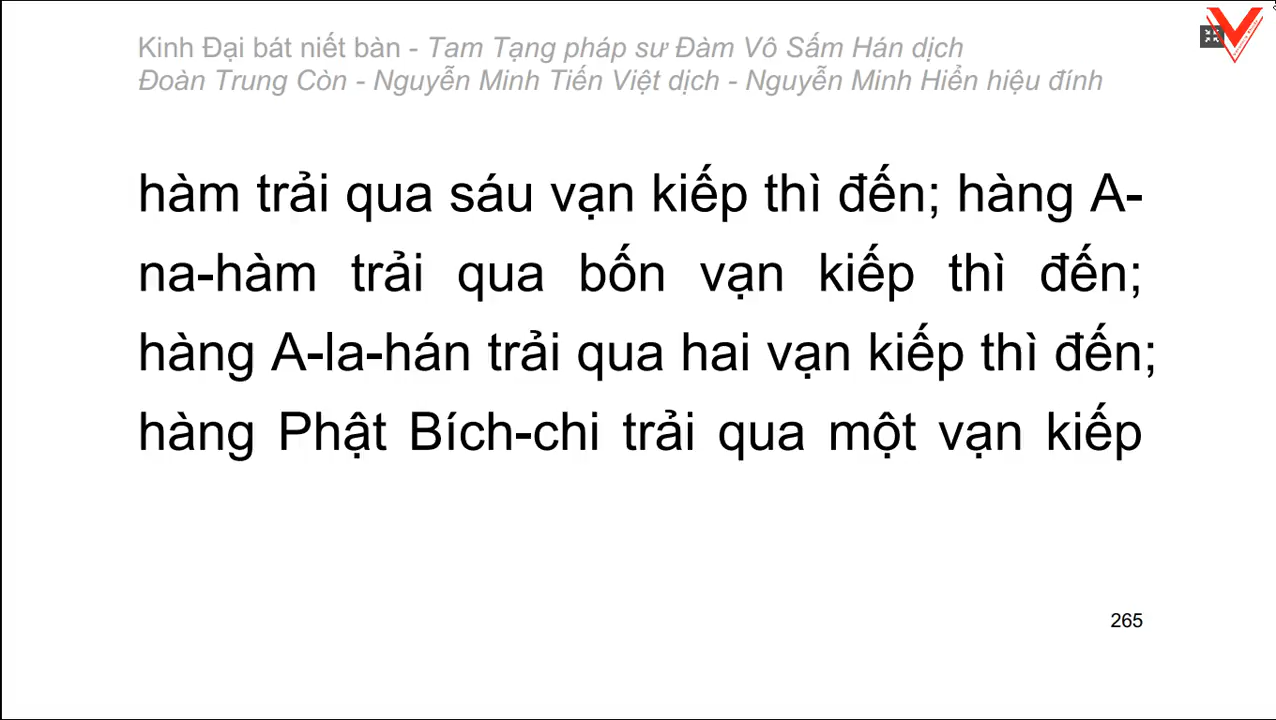 Kinh Đại bát niết bàn - Tam Tạng pháp sư Đàm Vô Sấm Hán dịch
Đoàn Trung Còn - Nguyễn Minh Tiến Việt dịch - Nguyễn Minh Hiển hiệu đính
hàm trải qua sáu vạn kiếp thì đến; hàng A-
na-hàm trải qua bốn vạn kiếp thì đến;
hàng A-la-hán trải qua hai vạn kiếp thì đến;
hàng Phật Bích-chi trải qua một vạn kiếp
265